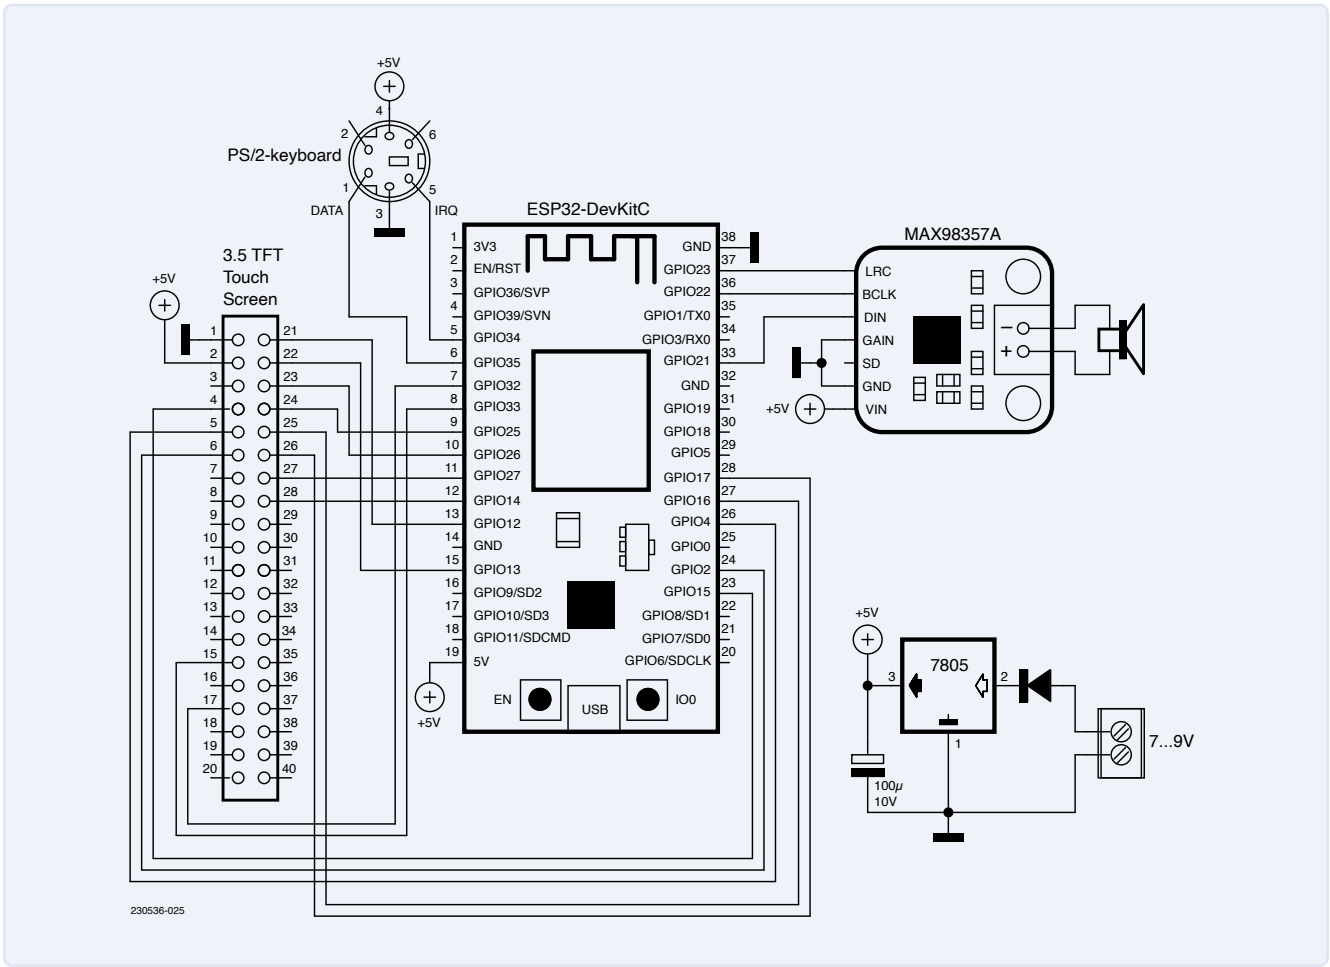 +5V
4
2
6
PS/2-keyboard
1
5
DATA
3
IRQ
ESP32-DevKitC
3.5 TFT
Touch
Screen
+5V
1 21
2 22
3 23
4 24
5 25
6 26
7 27
8 28
9 29
10 30
11 31
12 32
13 33
14 34
15 35
16 36
17 37
18 38
19 39
20 40
1 3V3
2 EN/RST
3 GPIO36/SVP
4 GPIO39/SVN
5 GPIO34
6 GPIO35
7 GPIO32
8 GPIO33
9 GPIO25
10 GPIO26
11 GPIO27
12 GPIO14
13 GPIO12
14 GND
15 GPIO13
16 GPIO9/SD2
17 GPIO10/SD3
18 GPIO11/SDCMD
19 5V
+5V
GND 38
GPIO23 37
GPIO22 36
GPIO1/TX0 35
GPIO3/RX0 34
GPIO21 33
GND 32
GPIO19 31
GPIO18 30
GPIO5 29
GPIO17 28
GPIO16 27
GPIO4 26
GPIO0 25
GPIO2 24
GPIO15 23
GPIO8/SD1 22
GPIO7/SD0 21
GPIO6/SDCLK 20
EN
USB
IO0
MAX98357A
LRC
BCLK
DIN
GAIN
SD
GND
VIN
+5V
−
+
+5V
3
7805
2
1
7...9V
100µ
10V
230536-025